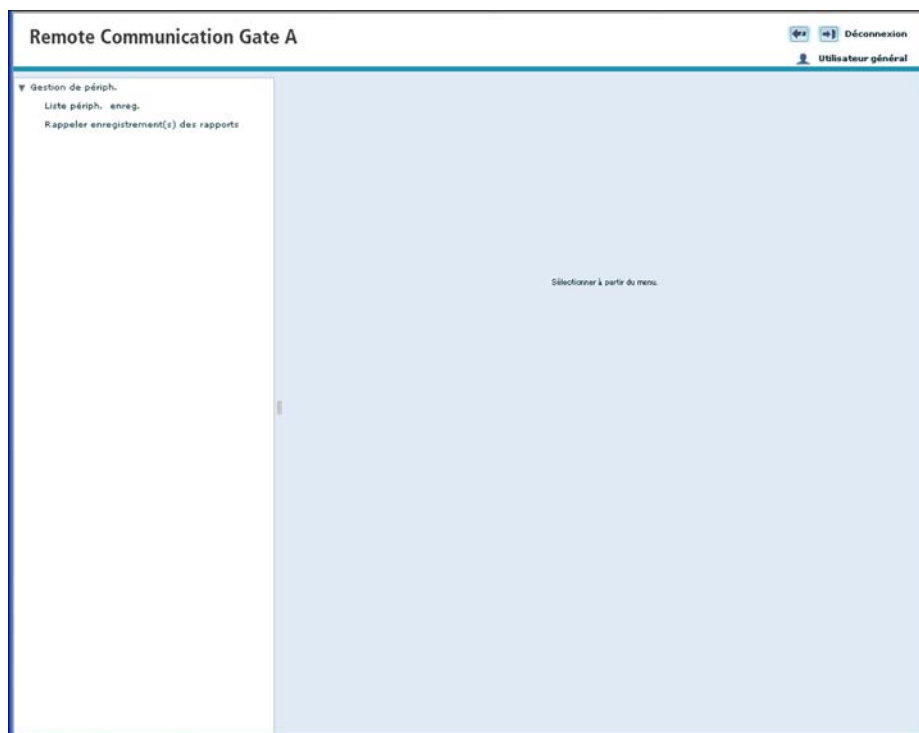 Remote Communication Gate A
Déconnexion
Utilisateur général
Gestion de périph.
Liste périph. enreg.
Rappeler enregistrement(s) des rapports
Sélectionner à partir du menu.